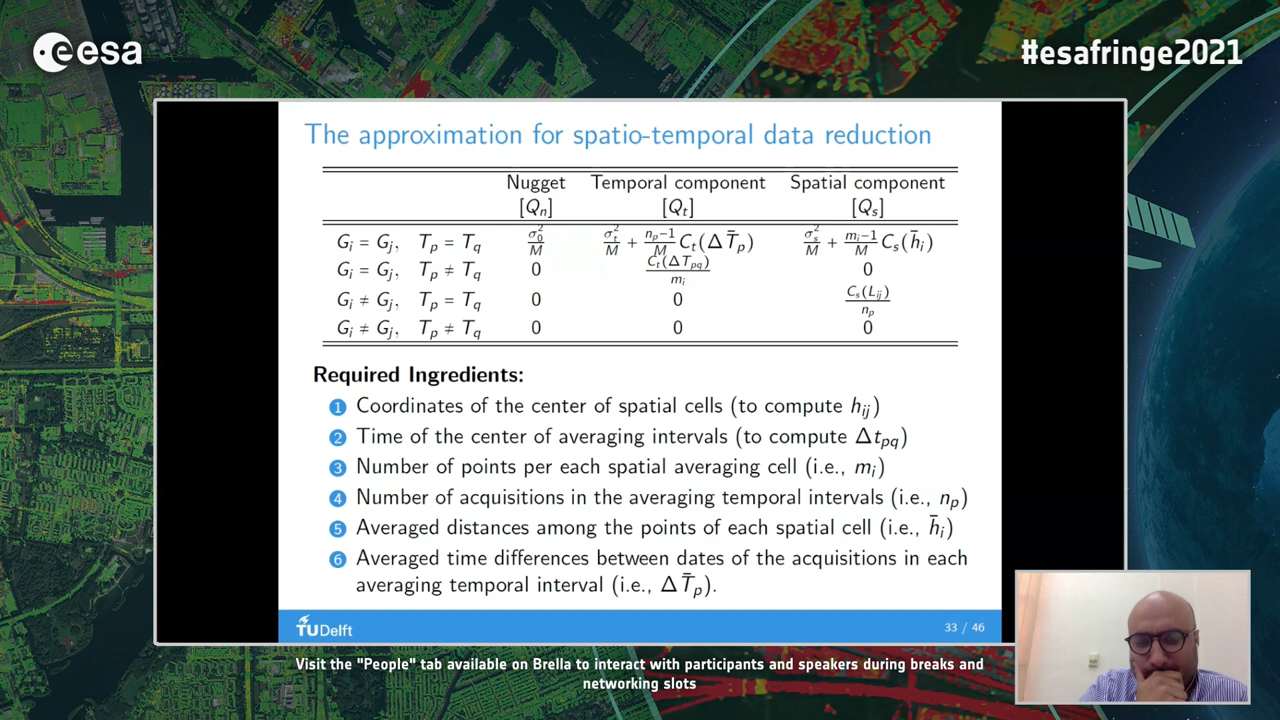 esa
#esafringe2021
The approximation for spatio-temporal data reduction
Nugget Temporal component Spatial component
[Qₙ] [Qₜ] [Qₛ]
Gᵢ = Gⱼ, Tₚ = T_q σ₀²/M σₜ²/M + (nₚ−1)/M Cₜ(ΔT̄ₚ) σₛ²/M + (mᵢ−1)/M Cₛ(h̄ᵢ)
Gᵢ = Gⱼ, Tₚ ≠ T_q 0 Cₜ(ΔT_pq)/mᵢ 0
Gᵢ ≠ Gⱼ, Tₚ = T_q 0 0 Cₛ(Lᵢⱼ)/nₚ
Gᵢ ≠ Gⱼ, Tₚ ≠ T_q 0 0 0
Required Ingredients:
1 Coordinates of the center of spatial cells (to compute hᵢⱼ)
2 Time of the center of averaging intervals (to compute Δt_pq)
3 Number of points per each spatial averaging cell (i.e., mᵢ)
4 Number of acquisitions in the averaging temporal intervals (i.e., nₚ)
5 Averaged distances among the points of each spatial cell (i.e., h̄ᵢ)
6 Averaged time differences between dates of the acquisitions in each
averaging temporal interval (i.e., ΔT̄ₚ).
TUDelft
33 / 46
Visit the "People" tab available on Brella to interact with participants and speakers during breaks and
networking slots